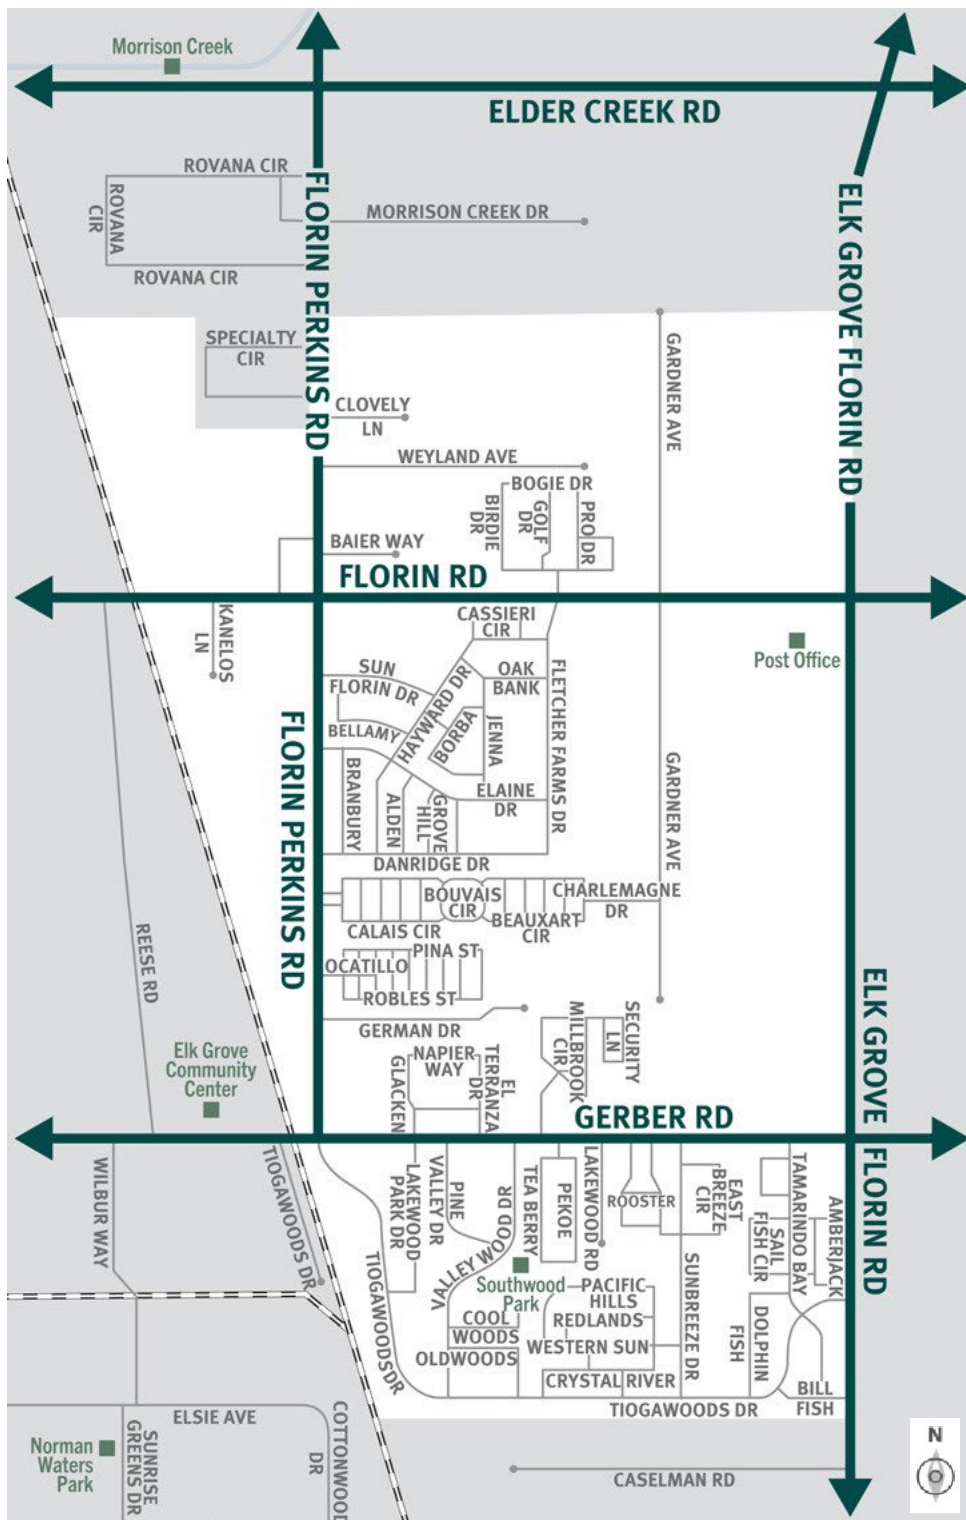 Morrison Creek
ELDER CREEK RD
ROVANA CIR
ROVANA
CIR
FLORIN PERKINS RD
ELK GROVE FLORIN RD
MORRISON CREEK DR
ROVANA CIR
SPECIALTY
CIR
GARDNER AVE
CLOVELY
LN
WEYLAND AVE
BOGIE DR
BIRDIE
DR
GOLF
DR
PRO DR
BAIER WAY
FLORIN RD
KANELOS
LN
CASSIERI
CIR
SUN
FLORIN DR
HAYWARD DR
OAK
BANK
FLETCHER FARMS DR
Post Office
FLORIN PERKINS RD
BELLAMY
BORBA
JENNA
BRANBURY
ALDEN
GROVE
HILL
ELAINE
DR
GARDNER AVE
DANRIDGE DR
BOUVAIS
CIR
CHARLEMAGNE
DR
CALAIS CIR
BEAUXART
CIR
REESE RD
PINA ST
OCATILLO
ROBLES ST
GERMAN DR
MILLBROOK
CIR
SECURITY
LN
ELK GROVE FLORIN RD
Elk Grove
Community
Center
GLACKEN
NAPIER
WAY
EL
TERRANZA
DR
GERBER RD
WILBUR WAY
TIOGAWOODS DR
LAKEWOOD
PARK DR
PINE
VALLEY DR
VALLEY WOOD DR
TEA BERRY
PEKOE
LAKEWOOD RD
ROOSTER
EAST
BREEZE
CIR
TAMARINDO BAY
SAIL
FISH CIR
AMBERJACK
TIOGAWOODS DR
Southwood
Park
PACIFIC
HILLS
SUNBREEZE DR
COOL
WOODS
REDLANDS
DOLPHIN
FISH
OLDWOODS
WESTERN SUN
CRYSTAL RIVER
BILL
FISH
TIOGAWOODS DR
ELSIE AVE
COTTONWOOD
DR
Norman
Waters
Park
SUNRISE
GREENS DR
CASELMAN RD
N